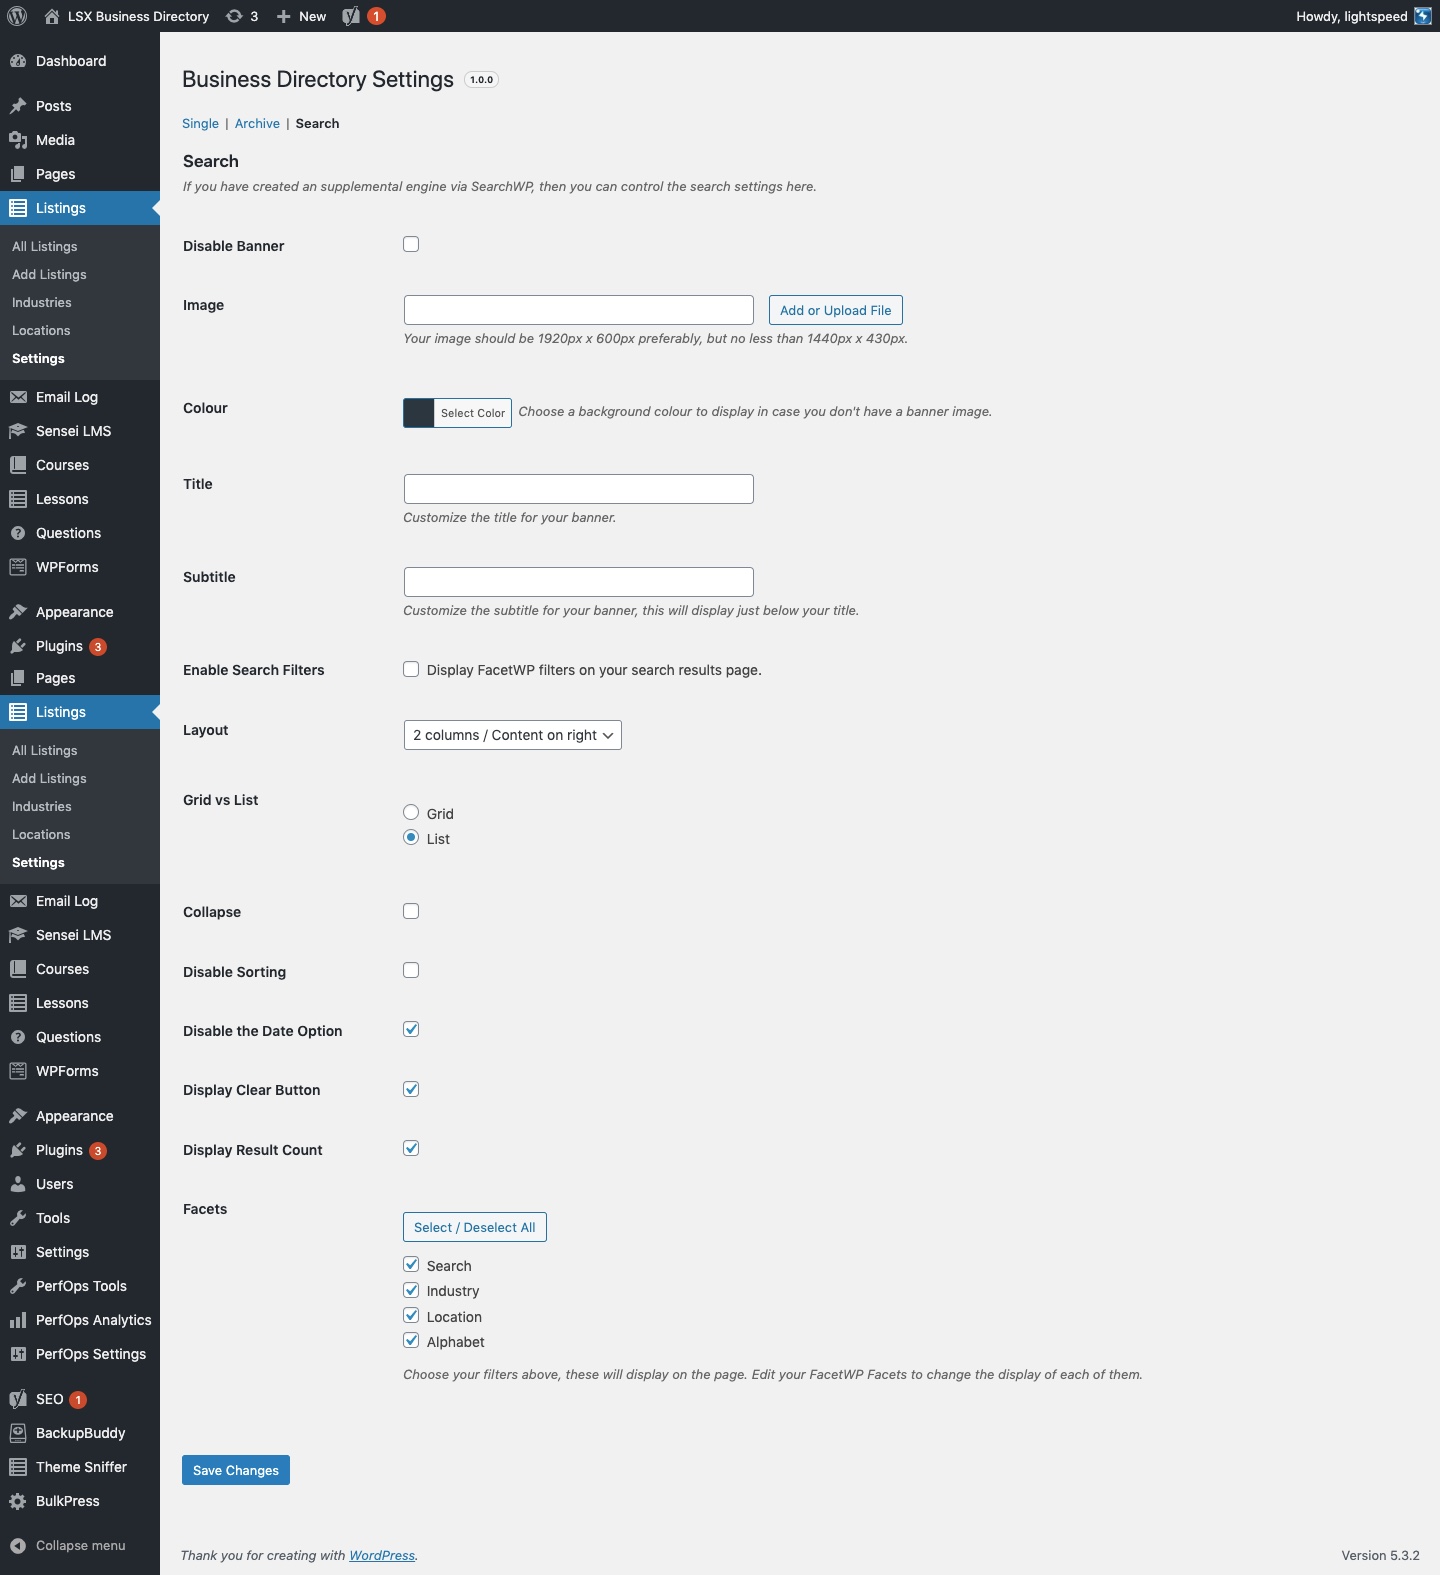 LSX Business Directory 3 New 1 Howdy, lightspeed
Dashboard
Posts
Media
Pages
Listings
All Listings
Add Listings
Industries
Locations
Settings
Email Log
Sensei LMS
Courses
Lessons
Questions
WPForms
Appearance
Plugins 3
Pages
Listings
All Listings
Add Listings
Industries
Locations
Settings
Email Log
Sensei LMS
Courses
Lessons
Questions
WPForms
Appearance
Plugins 3
Users
Tools
Settings
PerfOps Tools
PerfOps Analytics
PerfOps Settings
SEO 1
BackupBuddy
Theme Sniffer
BulkPress
Collapse menu
Business Directory Settings 1.0.0
Single | Archive | Search
Search
If you have created an supplemental engine via SearchWP, then you can control the search settings here.
Disable Banner
Image
Add or Upload File
Your image should be 1920px x 600px preferably, but no less than 1440px x 430px.
Colour
Select Color Choose a background colour to display in case you don't have a banner image.
Title
Customize the title for your banner.
Subtitle
Customize the subtitle for your banner, this will display just below your title.
Enable Search Filters Display FacetWP filters on your search results page.
Layout 2 columns / Content on right
Grid vs List
Grid
List
Collapse
Disable Sorting
Disable the Date Option
Display Clear Button
Display Result Count
Facets
Select / Deselect All
Search
Industry
Location
Alphabet
Choose your filters above, these will display on the page. Edit your FacetWP Facets to change the display of each of them.
Save Changes
Thank you for creating with WordPress. Version 5.3.2